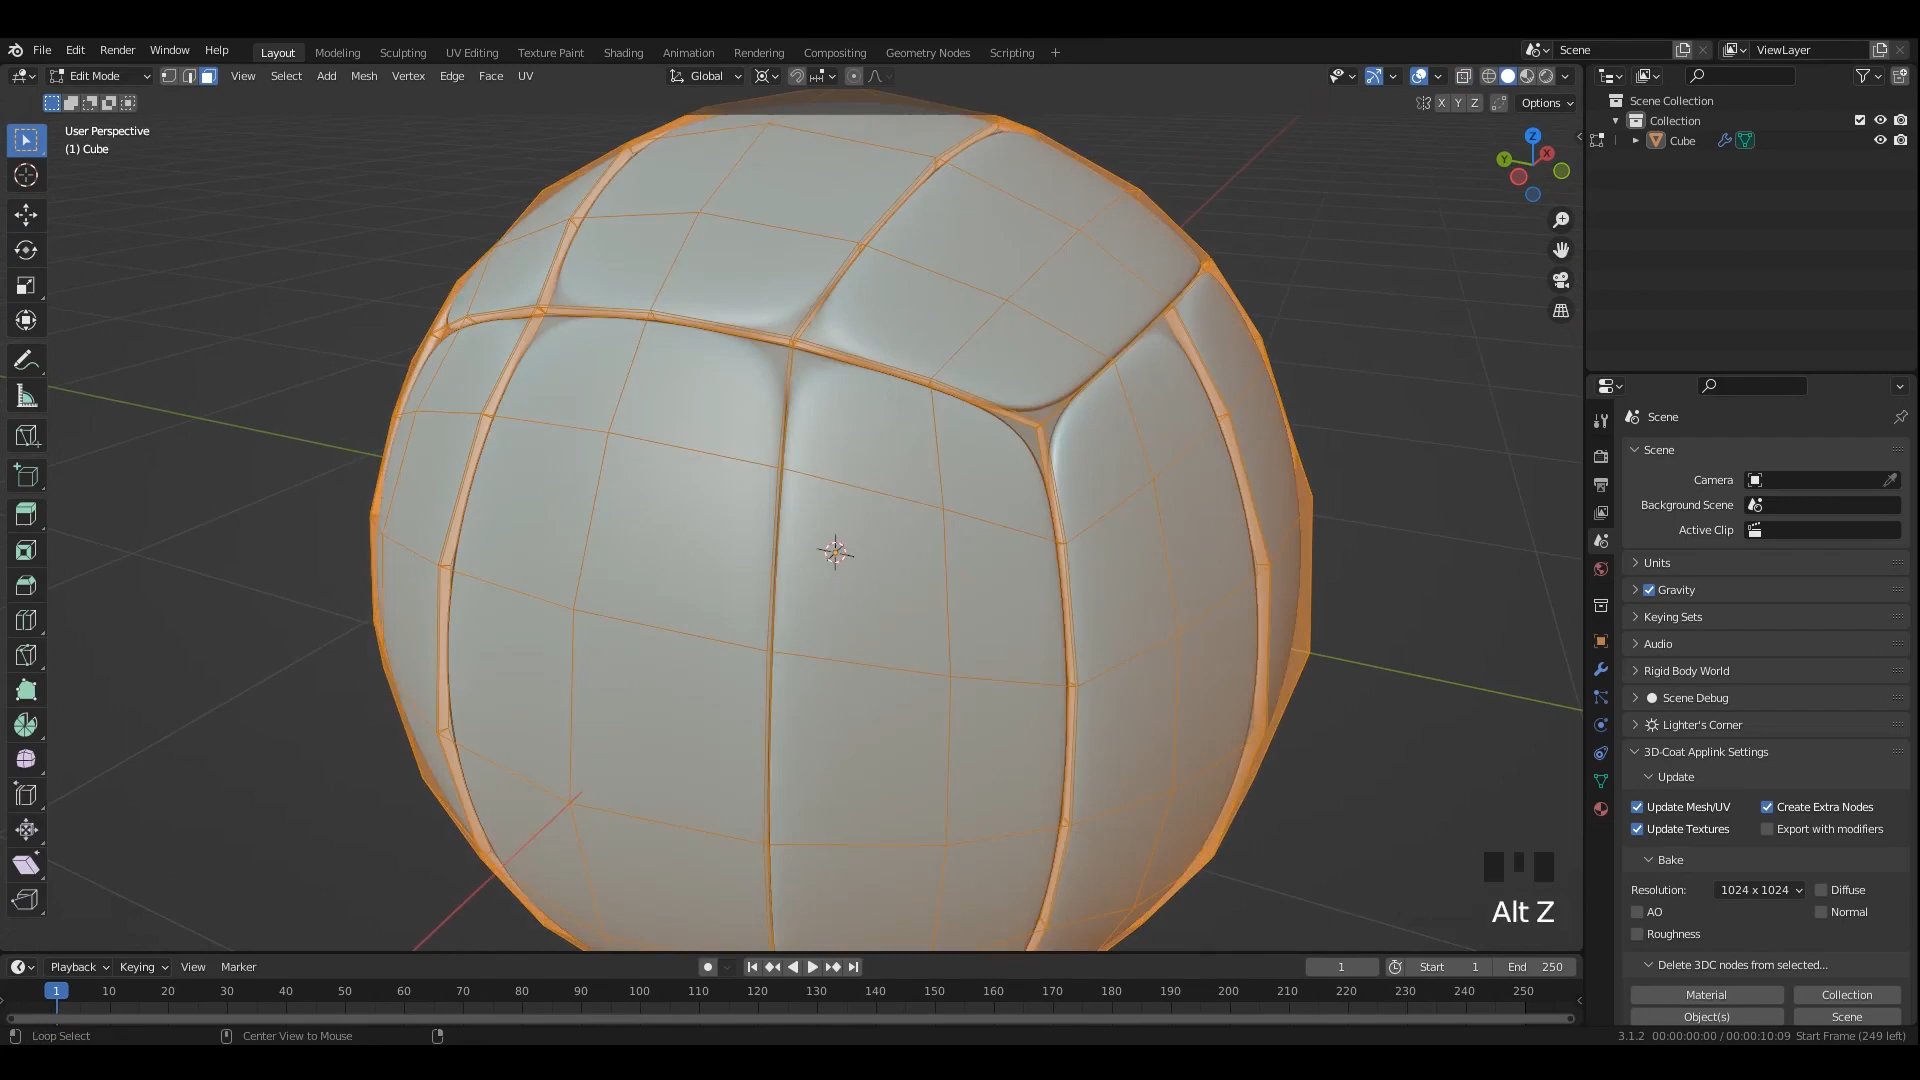 File Edit Render Window Help Layout Modeling Sculpting UV Editing Texture Paint Shading Animation Rendering Compositing Geometry Nodes Scripting + Scene ViewLayer
Edit Mode View Select Add Mesh Vertex Edge Face UV Global
X Y Z Options
User Perspective
(1) Cube
Z
X
Y
Scene Collection
Collection
Cube
Scene
Scene
Camera
Background Scene
Active Clip
Units
Gravity
Keying Sets
Audio
Rigid Body World
Scene Debug
Lighter's Corner
3D-Coat Applink Settings
Update
Update Mesh/UV Create Extra Nodes
Update Textures Export with modifiers
Bake
Resolution: 1024 x 1024 Diffuse
AO Normal
Roughness
Delete 3DC nodes from selected...
Material Collection
Object(s) Scene
Alt Z
Playback Keying View Marker 1 Start 1 End 250
1 10 20 30 40 50 60 70 80 90 100 110 120 130 140 150 160 170 180 190 200 210 220 230 240 250
Loop Select Center View to Mouse 3.1.2 00:00:00:00 / 00:00:10:09 Start Frame (249 left)